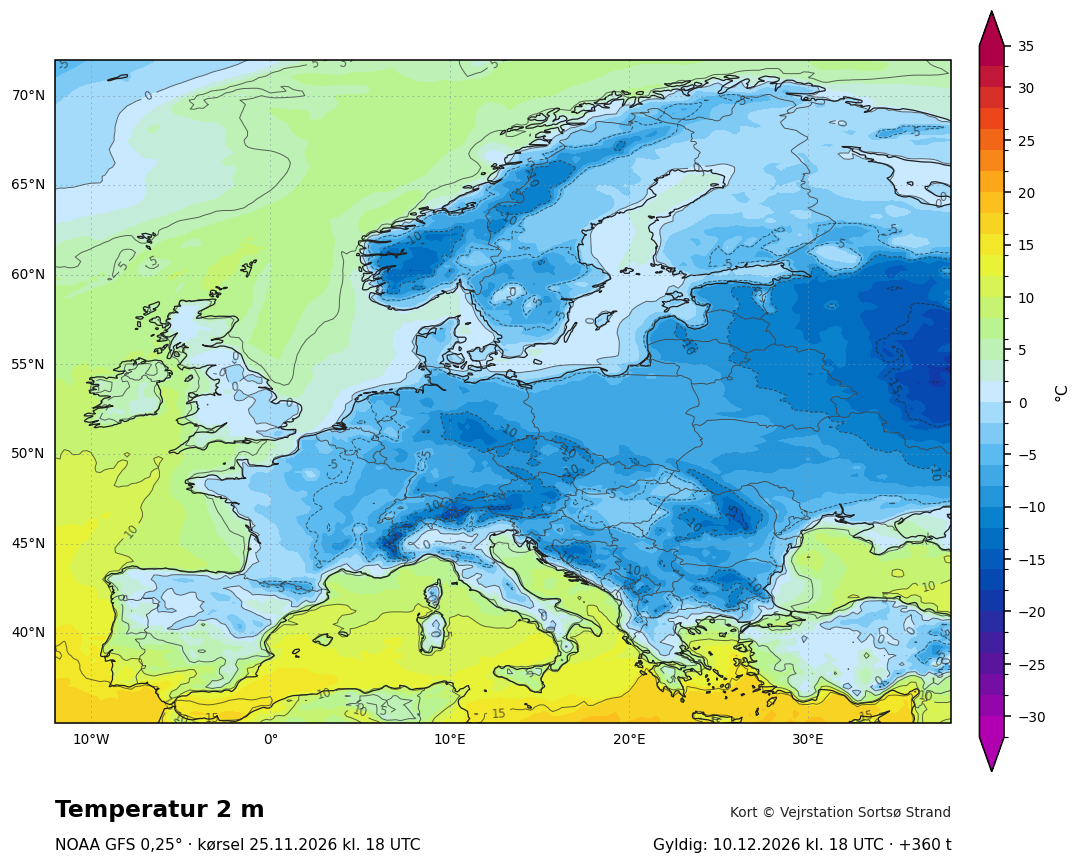 70°N
65°N
60°N
55°N
50°N
45°N
40°N
10°W
0°
10°E
20°E
30°E
35
30
25
20
15
10
5
0
−5
−10
−15
−20
−25
−30
°C
Temperatur 2 m
Kort © Vejrstation Sortsø Strand
NOAA GFS 0,25° · kørsel 25.11.2026 kl. 18 UTC
Gyldig: 10.12.2026 kl. 18 UTC · +360 t